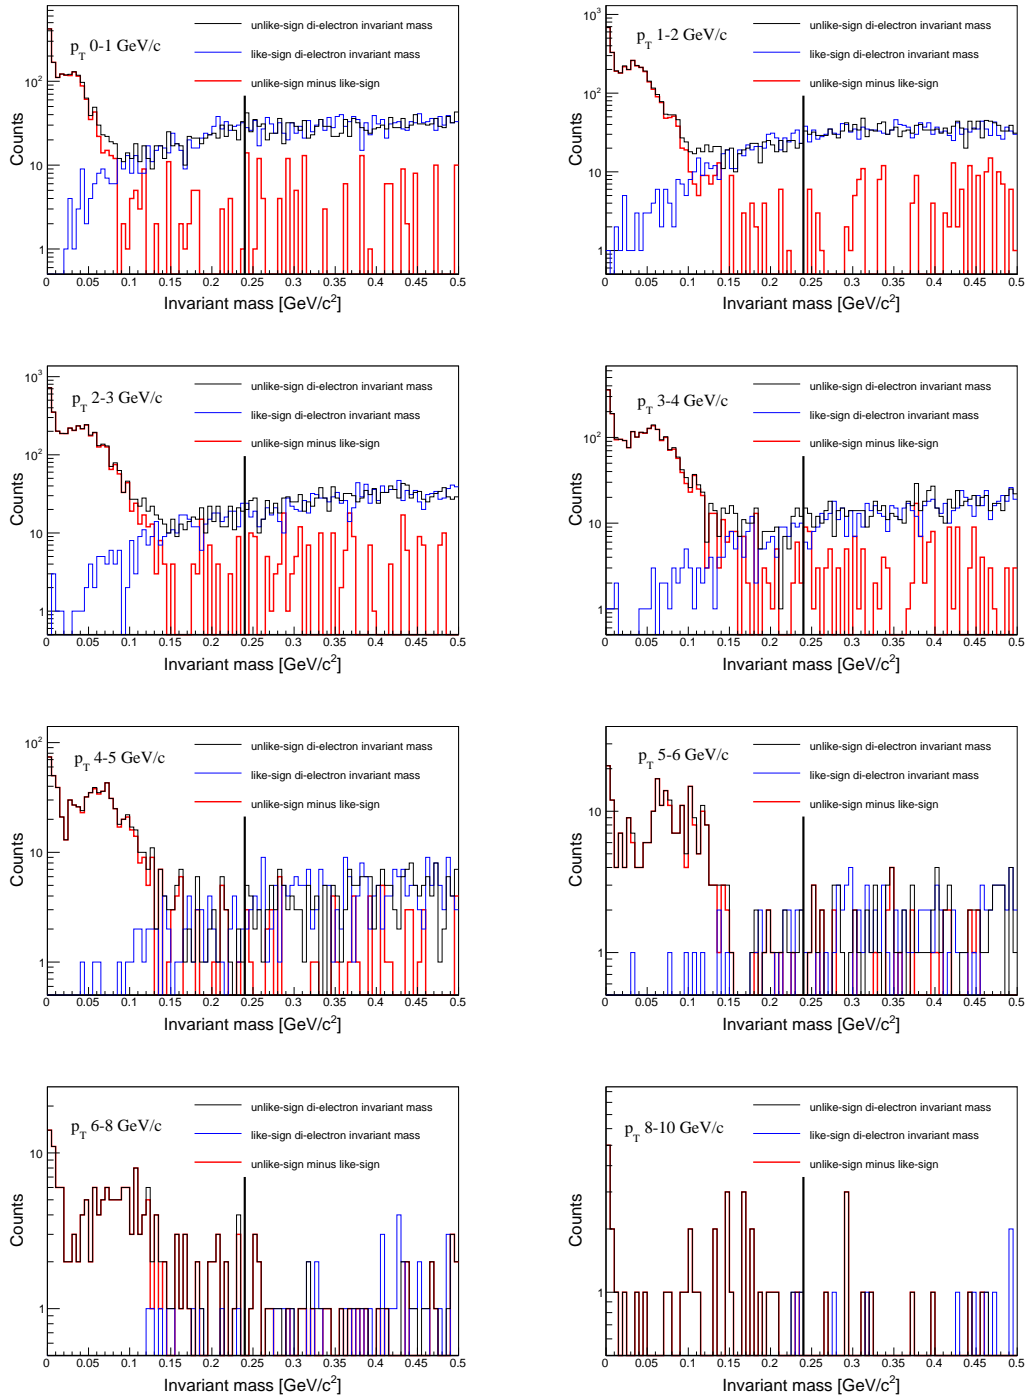 p_T 0-1 GeV/c
unlike-sign di-electron invariant mass
like-sign di-electron invariant mass
unlike-sign minus like-sign
Counts
10^2
10
1
0 0.05 0.1 0.15 0.2 0.25 0.3 0.35 0.4 0.45 0.5
Invariant mass [GeV/c^2]
p_T 1-2 GeV/c
unlike-sign di-electron invariant mass
like-sign di-electron invariant mass
unlike-sign minus like-sign
Counts
10^3
10^2
10
1
0 0.05 0.1 0.15 0.2 0.25 0.3 0.35 0.4 0.45 0.5
Invariant mass [GeV/c^2]
p_T 2-3 GeV/c
unlike-sign di-electron invariant mass
like-sign di-electron invariant mass
unlike-sign minus like-sign
Counts
10^3
10^2
10
1
0 0.05 0.1 0.15 0.2 0.25 0.3 0.35 0.4 0.45 0.5
Invariant mass [GeV/c^2]
p_T 3-4 GeV/c
unlike-sign di-electron invariant mass
like-sign di-electron invariant mass
unlike-sign minus like-sign
Counts
10^2
10
1
0 0.05 0.1 0.15 0.2 0.25 0.3 0.35 0.4 0.45 0.5
Invariant mass [GeV/c^2]
p_T 4-5 GeV/c
unlike-sign di-electron invariant mass
like-sign di-electron invariant mass
unlike-sign minus like-sign
Counts
10^2
10
1
0 0.05 0.1 0.15 0.2 0.25 0.3 0.35 0.4 0.45 0.5
Invariant mass [GeV/c^2]
p_T 5-6 GeV/c
unlike-sign di-electron invariant mass
like-sign di-electron invariant mass
unlike-sign minus like-sign
Counts
10
1
0 0.05 0.1 0.15 0.2 0.25 0.3 0.35 0.4 0.45 0.5
Invariant mass [GeV/c^2]
p_T 6-8 GeV/c
unlike-sign di-electron invariant mass
like-sign di-electron invariant mass
unlike-sign minus like-sign
Counts
10
1
0 0.05 0.1 0.15 0.2 0.25 0.3 0.35 0.4 0.45 0.5
Invariant mass [GeV/c^2]
p_T 8-10 GeV/c
unlike-sign di-electron invariant mass
like-sign di-electron invariant mass
unlike-sign minus like-sign
Counts
1
0 0.05 0.1 0.15 0.2 0.25 0.3 0.35 0.4 0.45 0.5
Invariant mass [GeV/c^2]